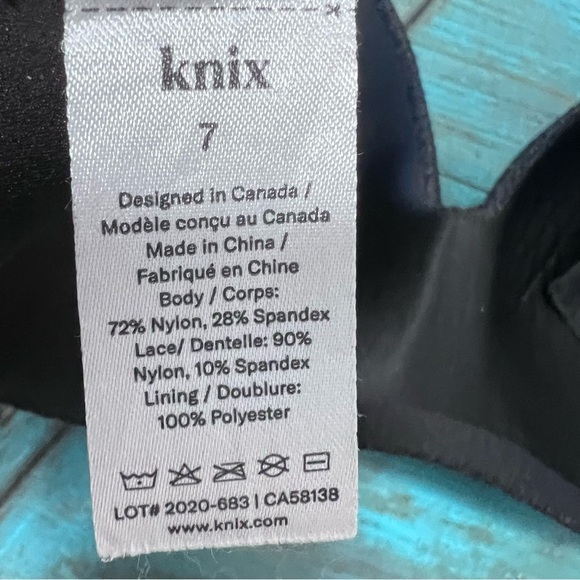 knix
7
Designed in Canada /
Modèle conçu au Canada
Made in China /
Fabriqué en Chine
Body / Corps:
72% Nylon, 28% Spandex
Lace/ Dentelle: 90%
Nylon, 10% Spandex
Lining / Doublure:
100% Polyester
LOT# 2020-683 | CA58138
www.knix.com